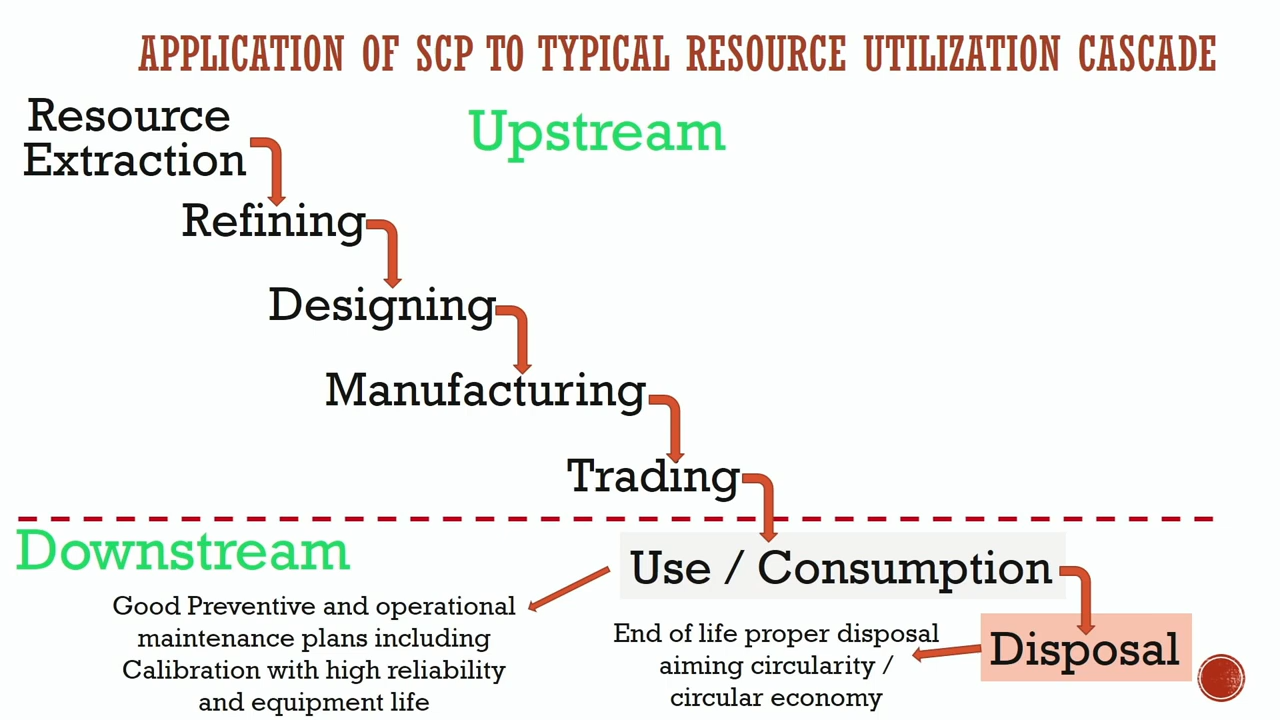 APPLICATION OF SCP TO TYPICAL RESOURCE UTILIZATION CASCADE
Resource
Extraction
Upstream
Refining
Designing
Manufacturing
Trading
Downstream
Use / Consumption
Good Preventive and operational
maintenance plans including
Calibration with high reliability
and equipment life
End of life proper disposal
aiming circularity /
circular economy
Disposal